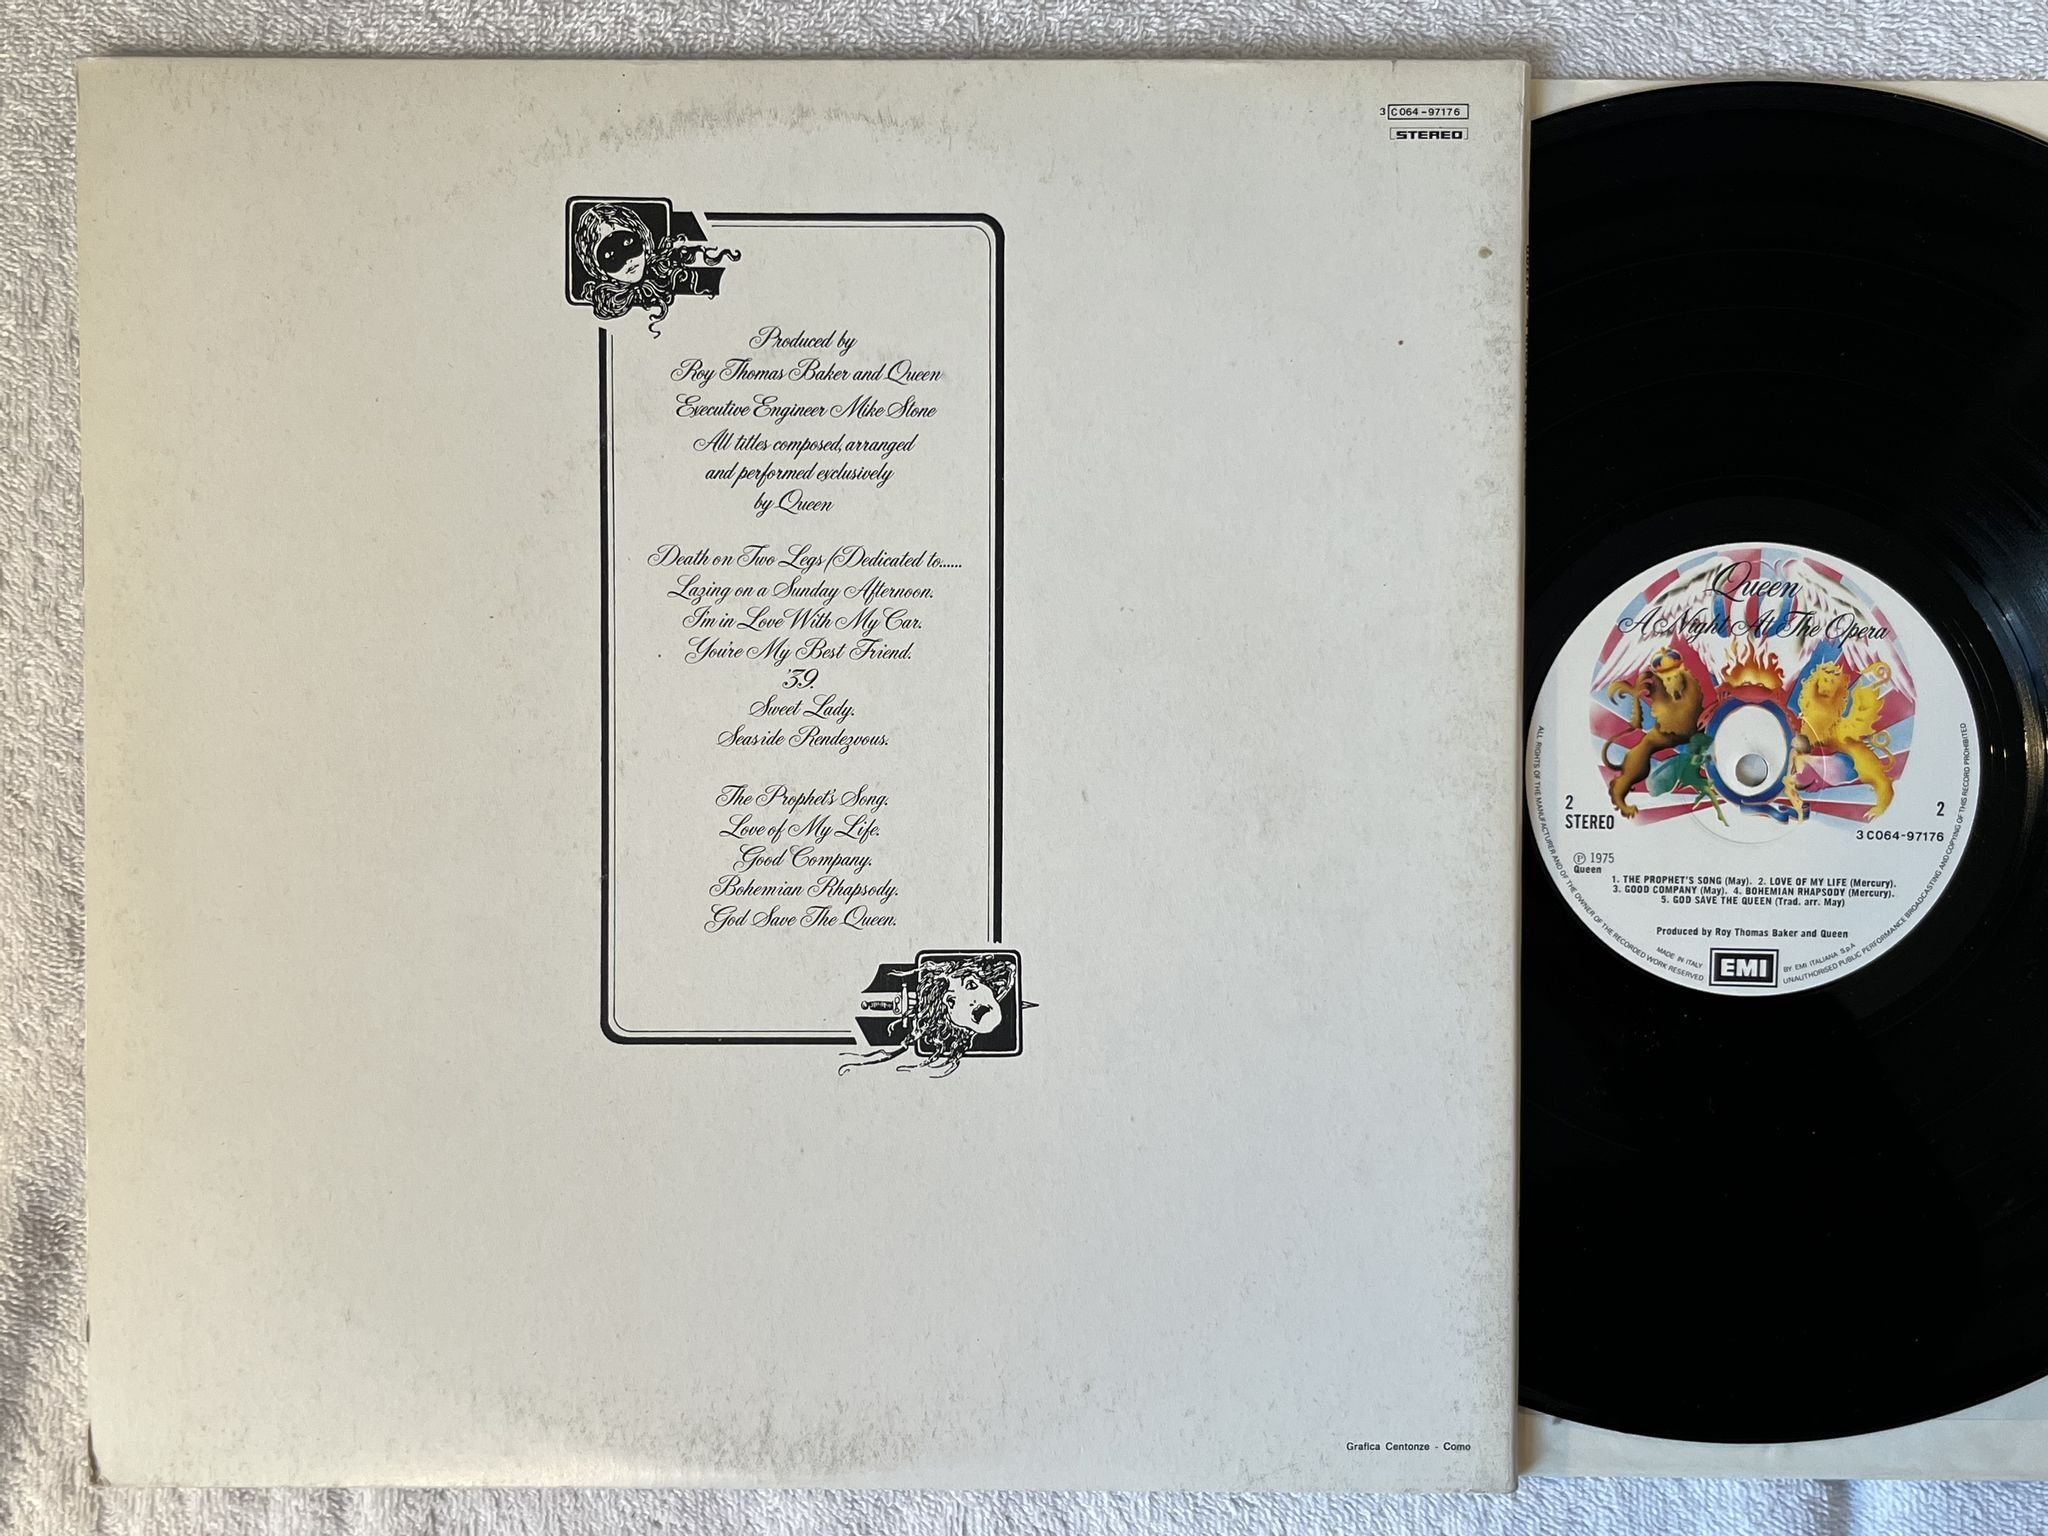 3 C 064-97176
STEREO
Produced by
Roy Thomas Baker and Queen
Executive Engineer Mike Stone
All titles composed, arranged
and performed exclusively
by Queen
Death on Two Legs (Dedicated to......
Lazing on a Sunday Afternoon.
I'm in Love With My Car.
You're My Best Friend.
'39.
Sweet Lady.
Seaside Rendezvous.
The Prophet's Song.
Love of My Life.
Good Company.
Bohemian Rhapsody.
God Save The Queen.
Grafica Centonze - Como
Queen
A Night At The Opera
2
STEREO
2
3 C064-97176
Ⓟ 1975
Queen
1. THE PROPHET'S SONG (May). 2. LOVE OF MY LIFE (Mercury).
3. GOOD COMPANY (May). 4. BOHEMIAN RHAPSODY (Mercury).
5. GOD SAVE THE QUEEN (Trad. arr. May)
Produced by Roy Thomas Baker and Queen
MADE IN ITALY
EMI
BY EMI ITALIANA S.p.A
ALL RIGHTS OF THE MANUFACTURER AND OF THE OWNER OF THE RECORDED WORK RESERVED
UNAUTHORISED PUBLIC PERFORMANCE BROADCASTING AND COPYING OF THIS RECORD PROHIBITED